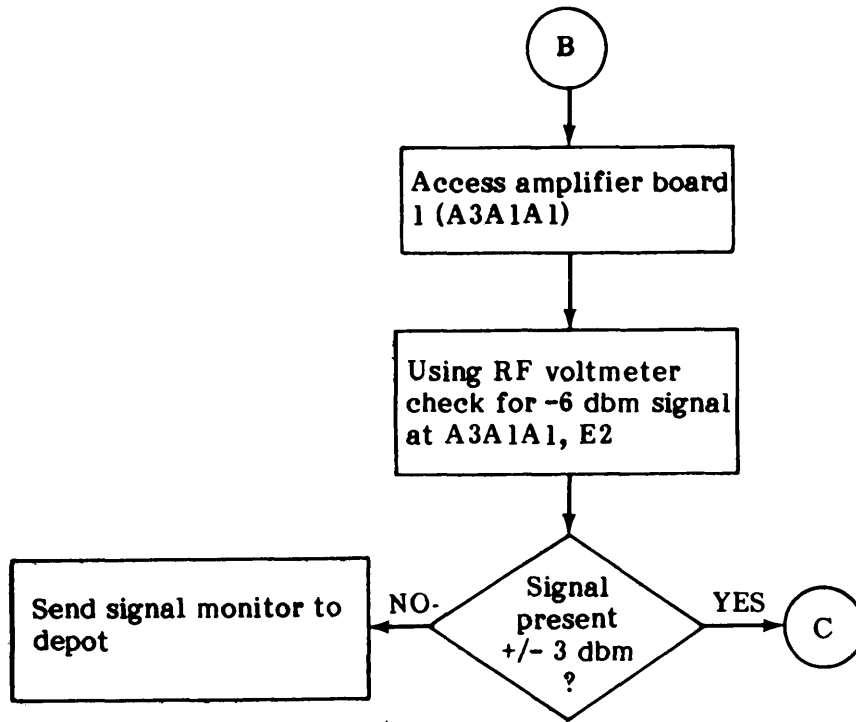 B
Access amplifier board
1 (A3A1A1)
Using RF voltmeter
check for -6 dbm signal
at A3A1A1, E2
Signal
present
+/- 3 dbm
?
NO-
YES
Send signal monitor to
depot
C